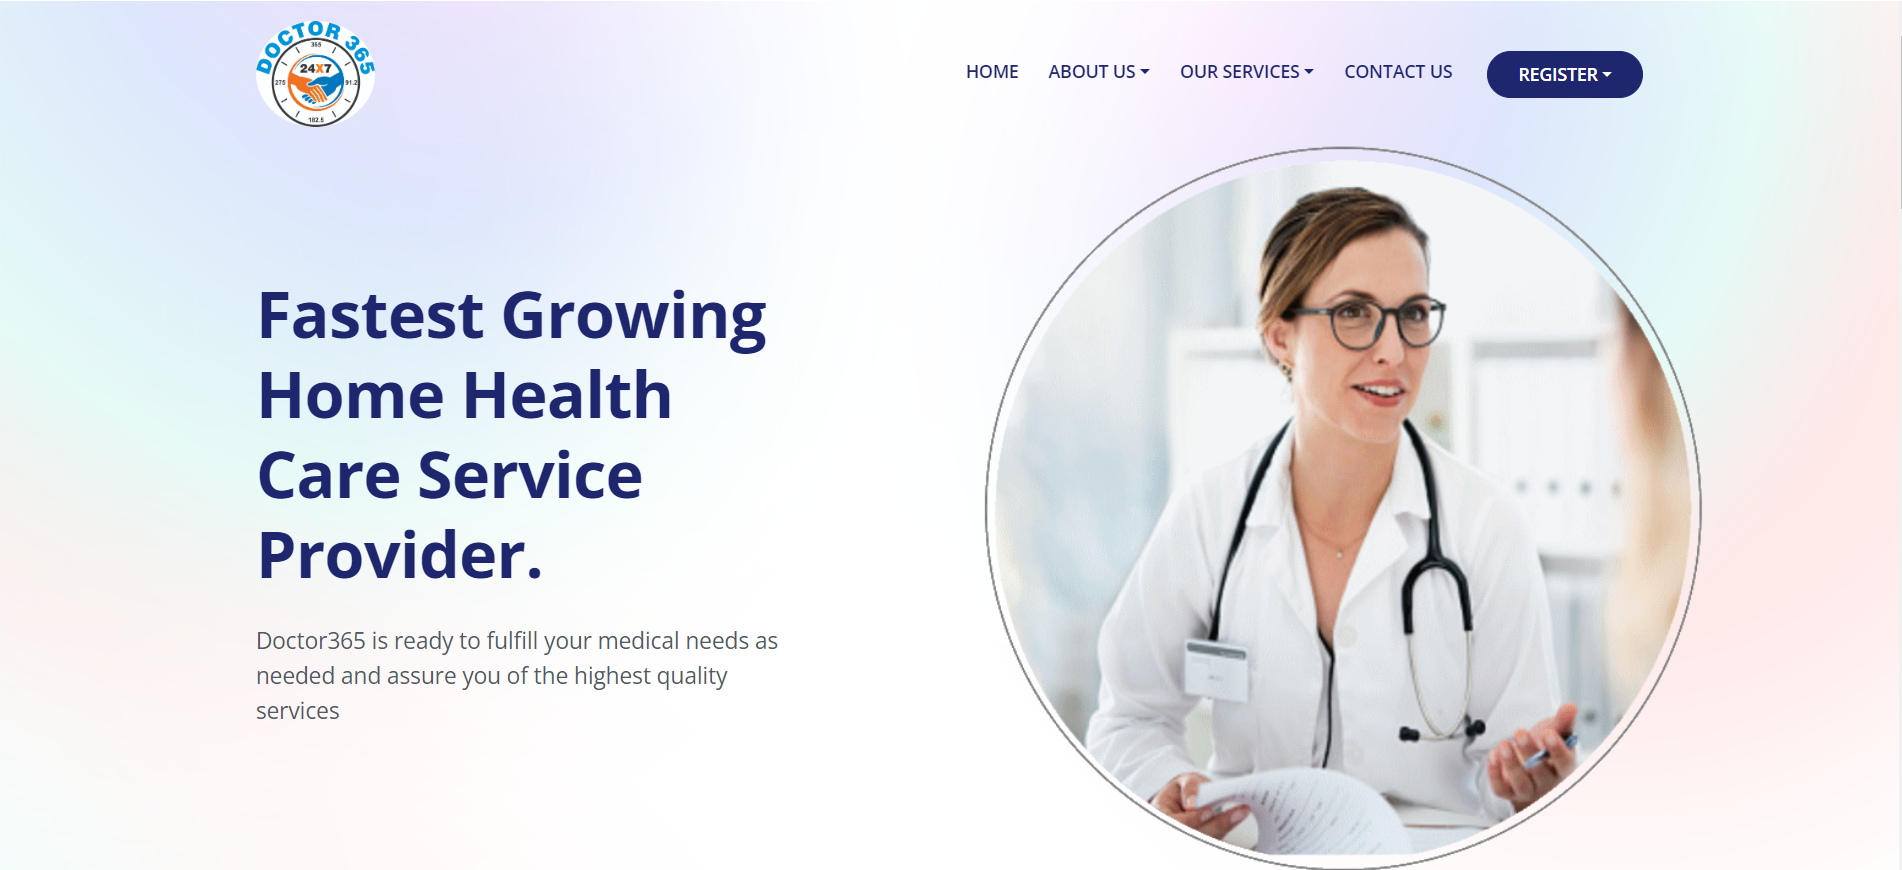 DOCTOR 365
365
24X7
275
91.2
182.5
HOME
ABOUT US
OUR SERVICES
CONTACT US
REGISTER
Fastest Growing
Home Health
Care Service
Provider.
Doctor365 is ready to fulfill your medical needs as
needed and assure you of the highest quality
services